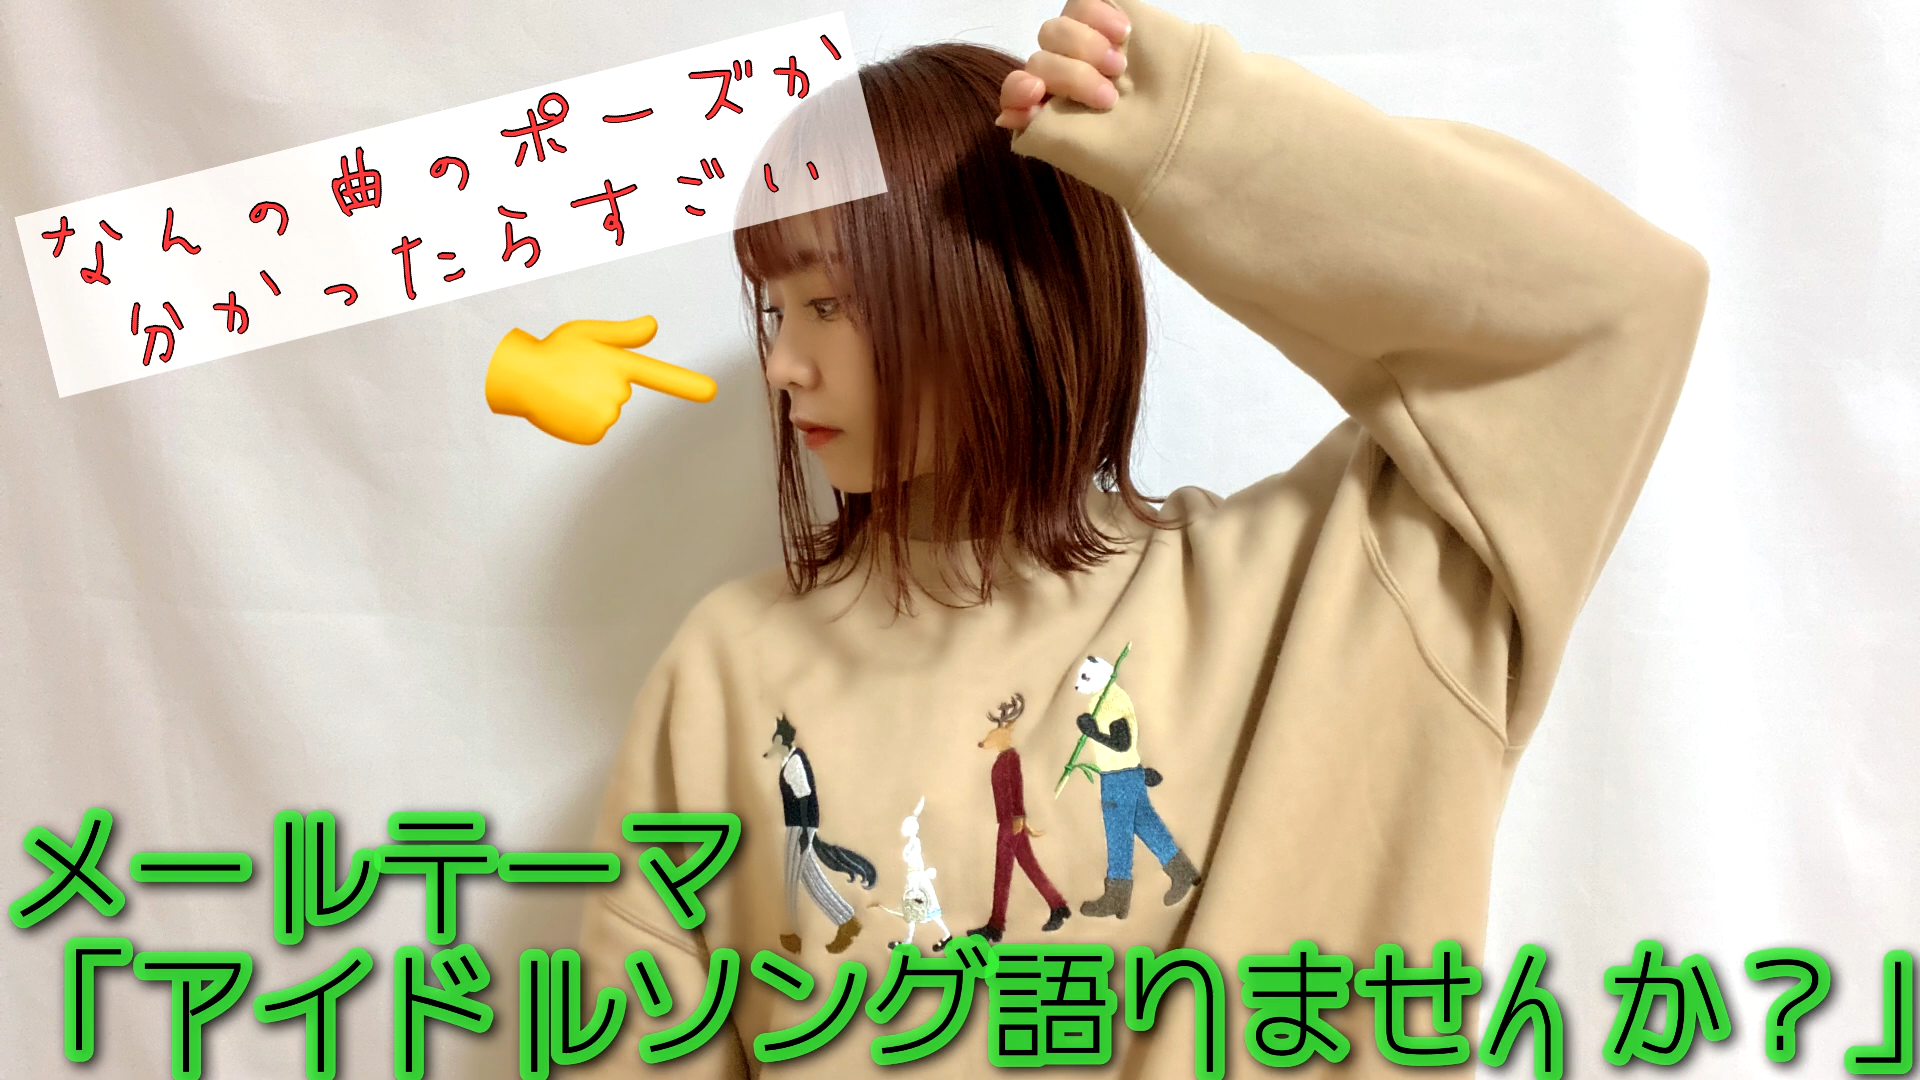 なんの曲のポーズか
分かったらすごい
メールテーマ
「アイドルソング語りませんか？」